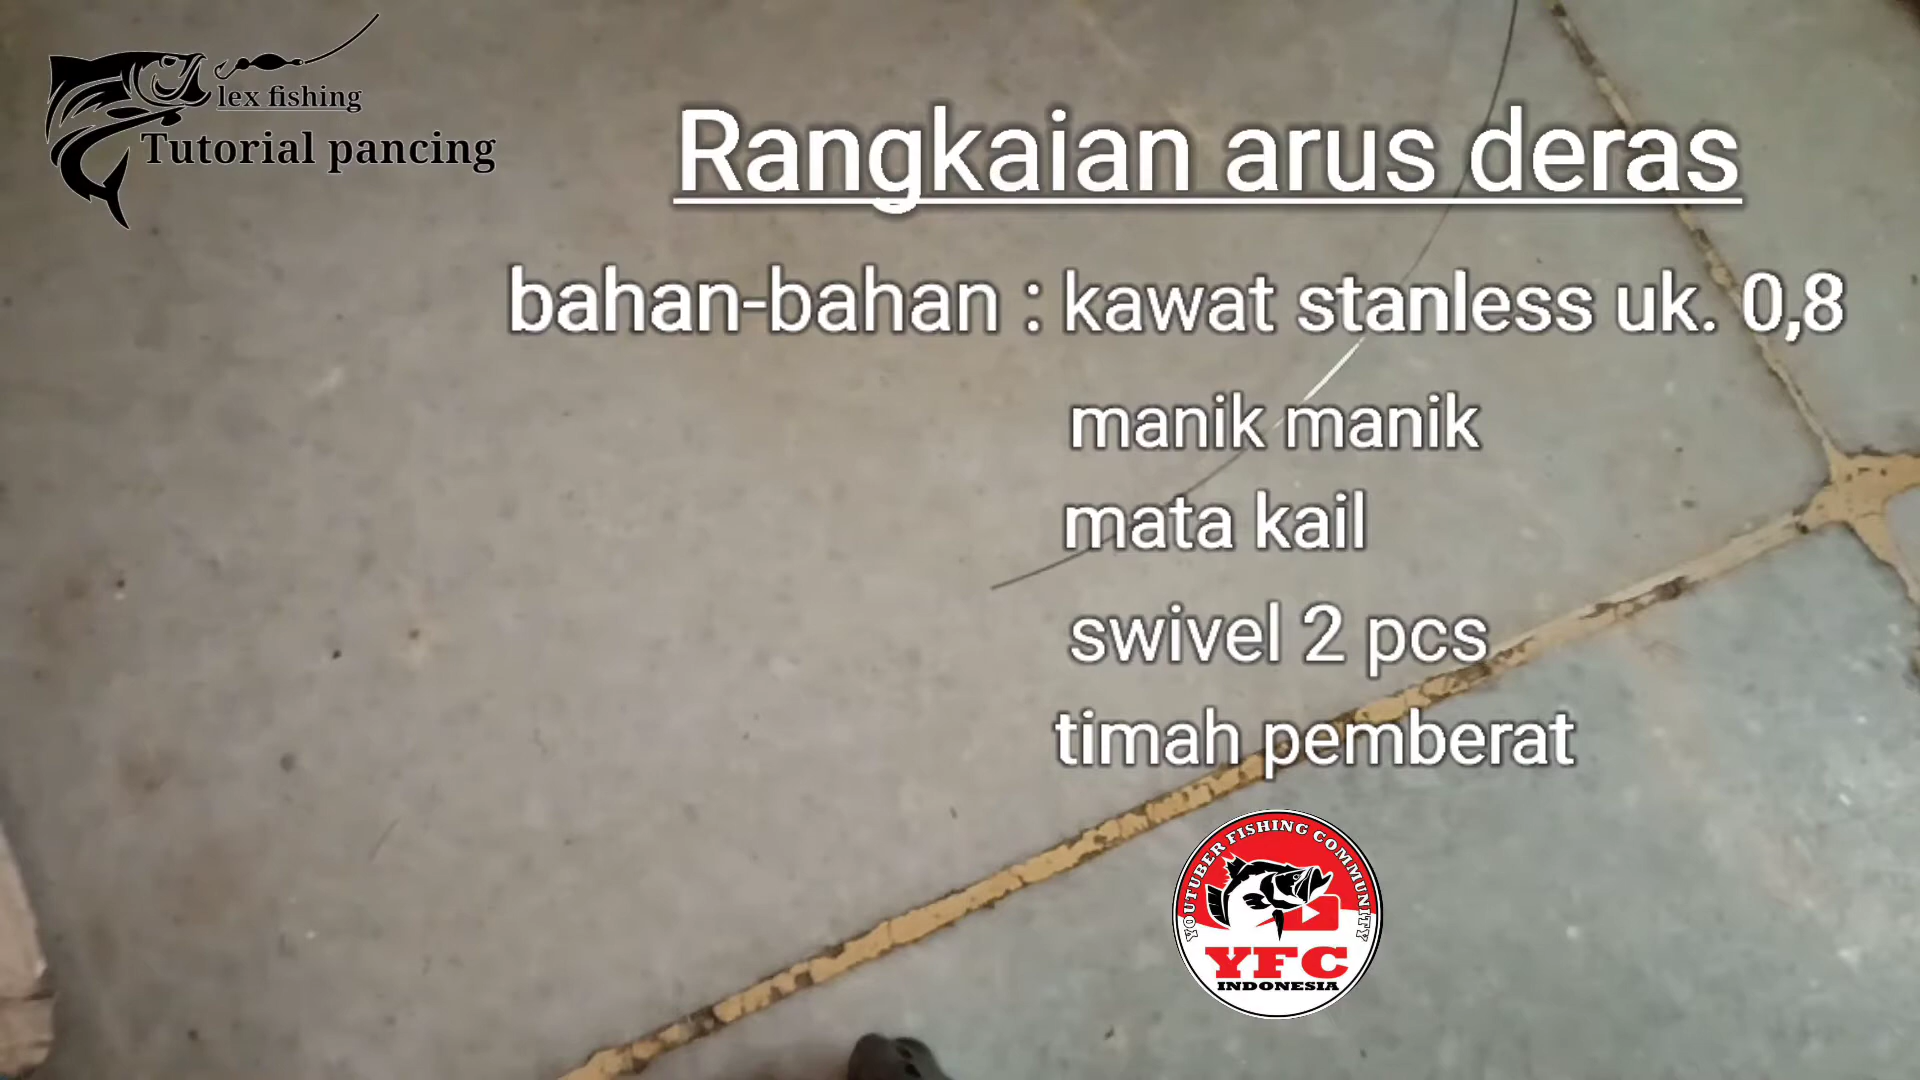 lex fishing
Tutorial pancing
Rangkaian arus deras
bahan-bahan : kawat stanless uk. 0,8
manik manik
mata kail
swivel 2 pcs
timah pemberat
YOUTUBER FISHING COMMUNITY
YFC
INDONESIA